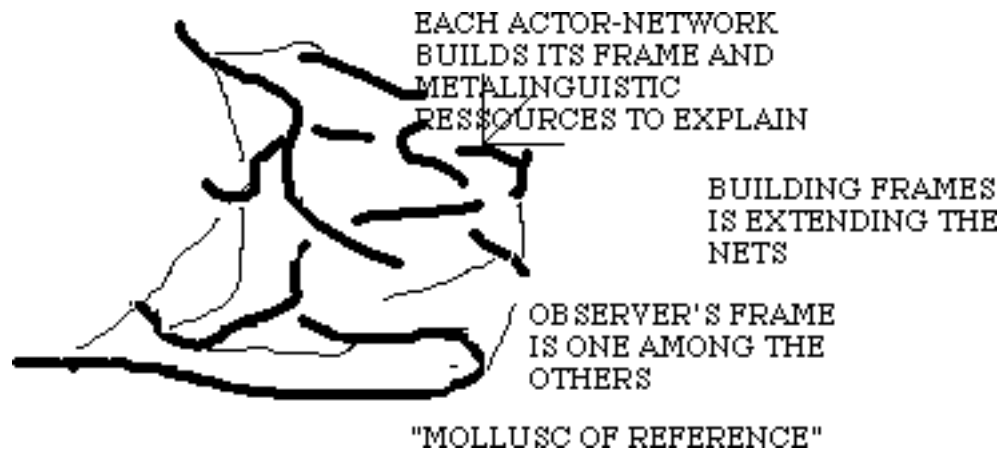 EACH ACTOR-NETWORK
BUILDS ITS FRAME AND
METALINGUISTIC
RESSOURCES TO EXPLAIN
BUILDING FRAMES
IS EXTENDING THE
NETS
OBSERVER'S FRAME
IS ONE AMONG THE
OTHERS
"MOLLUSC OF REFERENCE"